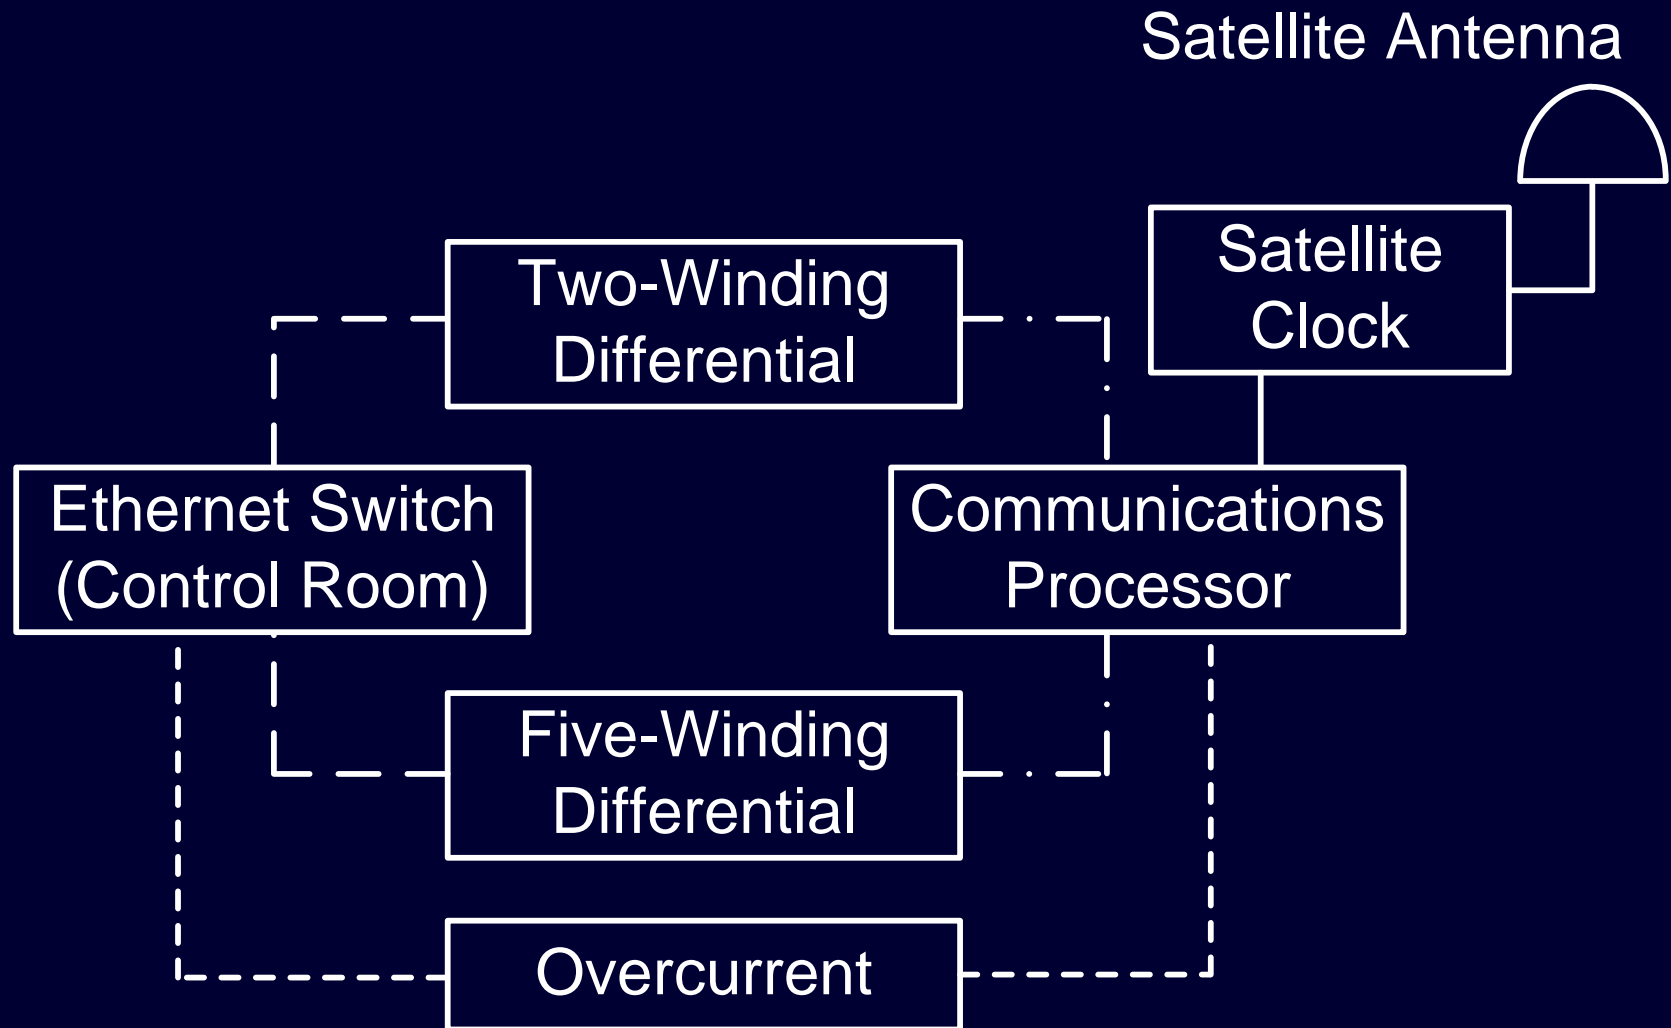 Satellite Antenna
Satellite
Clock
Two-Winding
Differential
Ethernet Switch
(Control Room)
Communications
Processor
Five-Winding
Differential
Overcurrent